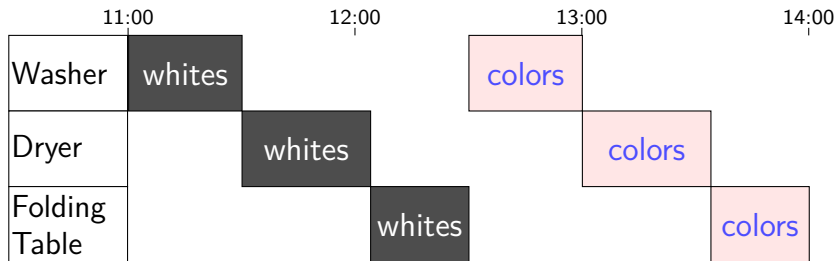 11:00 12:00 13:00 14:00
Washer whites colors
Dryer whites colors
Folding
Table
whites colors